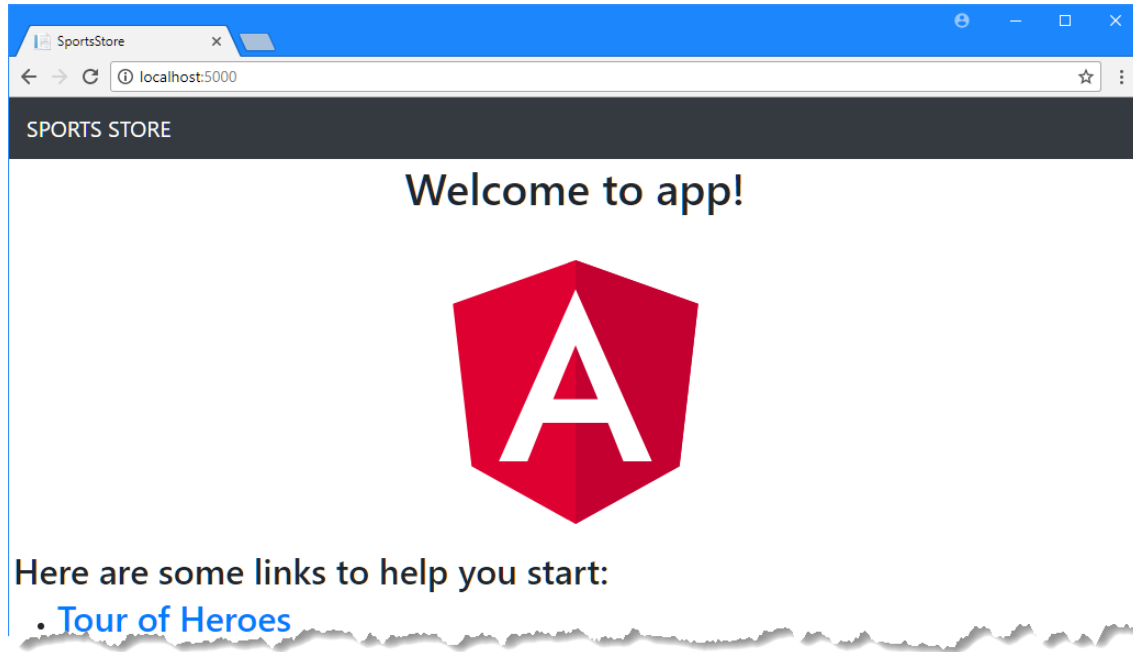 SportsStore
localhost:5000
SPORTS STORE
Welcome to app!
A
Here are some links to help you start:
• Tour of Heroes